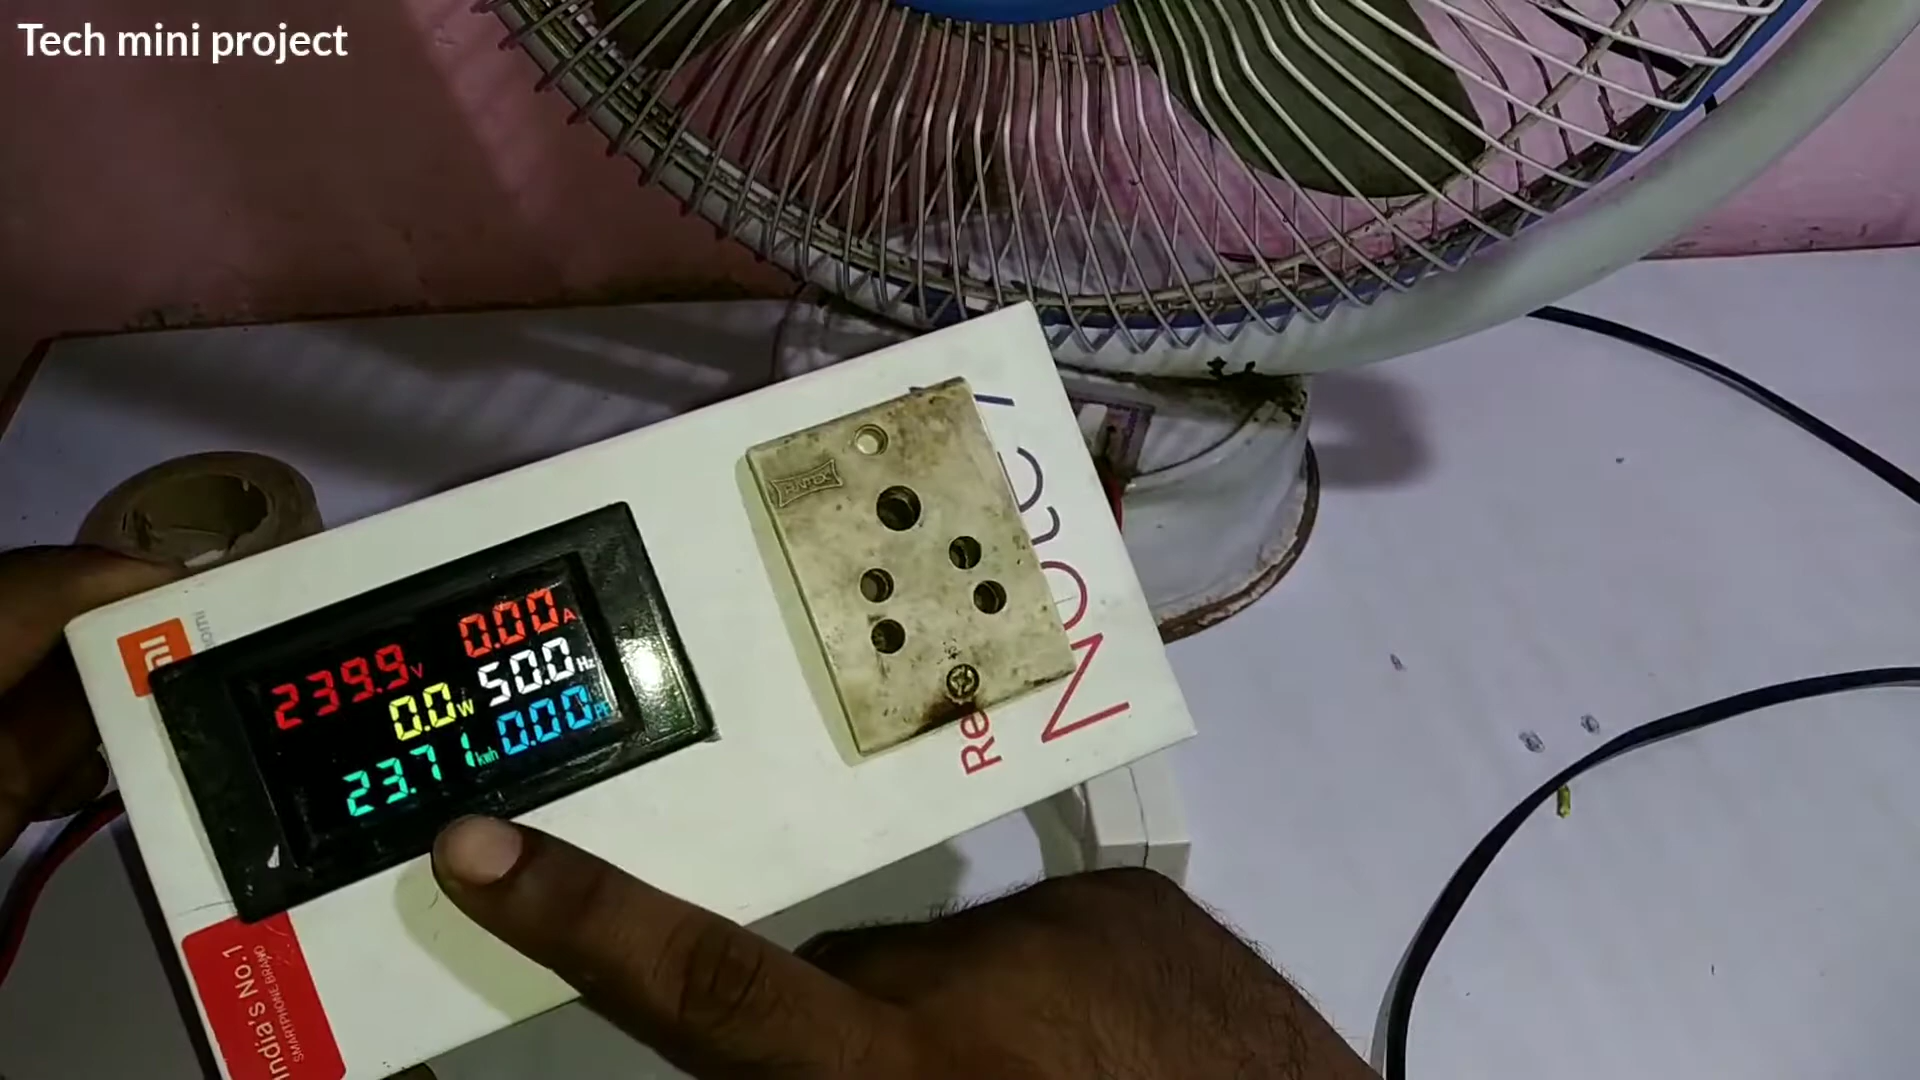 Tech mini project
mi
239.9V
0.00A
0.0W
50.0Hz
23.71kwh
0.00PF
Note
Re
India's No.1
SMARTPHONE BRAND